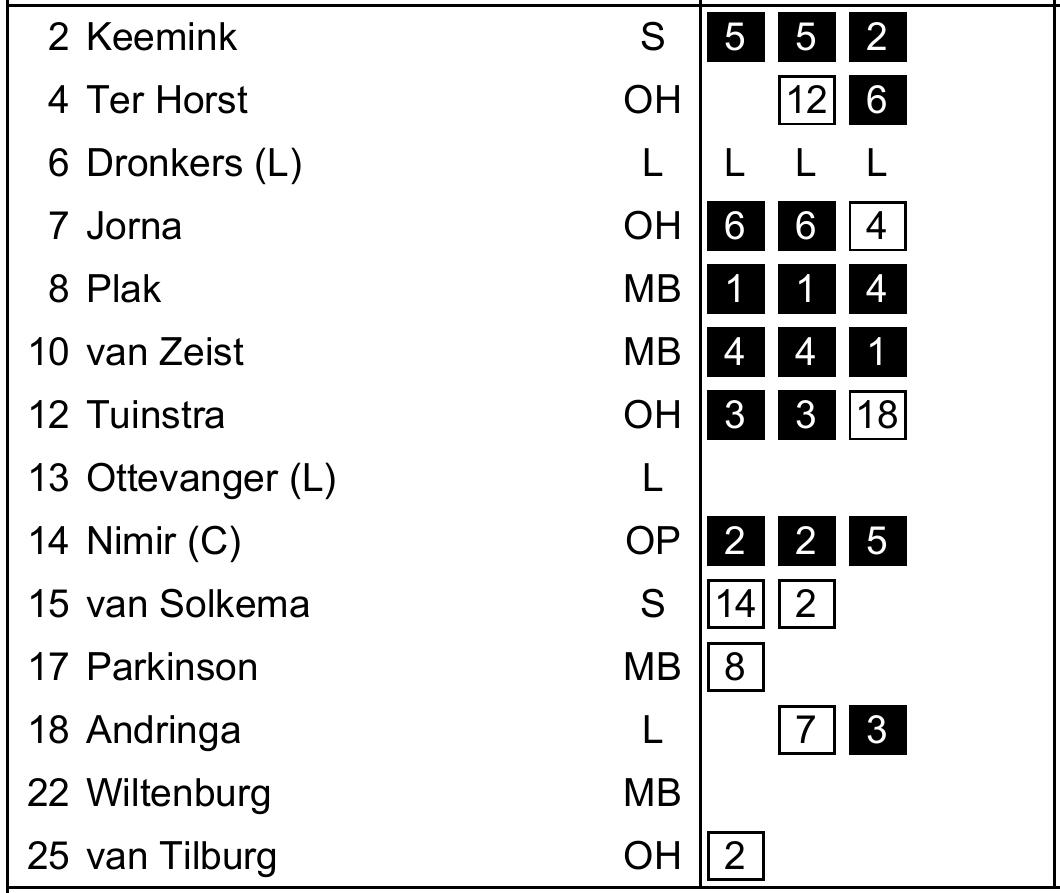 2 Keemink S 5 5 2
4 Ter Horst OH 12 6
6 Dronkers (L) L L L L
7 Jorna OH 6 6 4
8 Plak MB 1 1 4
10 van Zeist MB 4 4 1
12 Tuinstra OH 3 3 18
13 Ottevanger (L) L
14 Nimir (C) OP 2 2 5
15 van Solkema S 14 2
17 Parkinson MB 8
18 Andringa L 7 3
22 Wiltenburg MB
25 van Tilburg OH 2